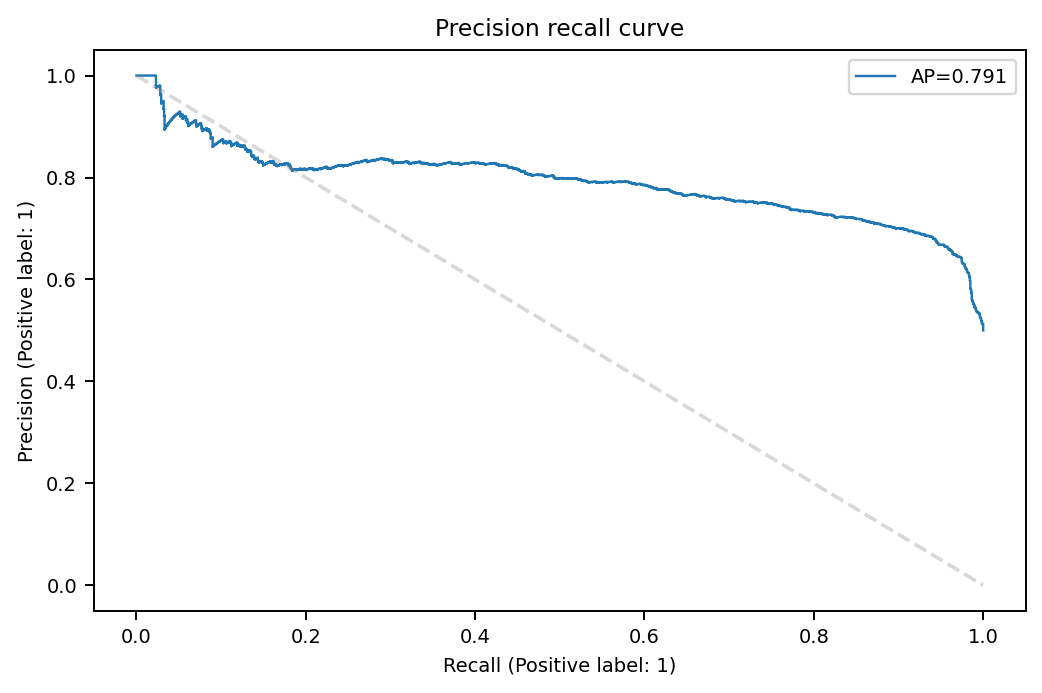 Precision recall curve
AP=0.791
1.0
0.8
0.6
0.4
0.2
0.0
Precision (Positive label: 1)
0.0 0.2 0.4 0.6 0.8 1.0
Recall (Positive label: 1)